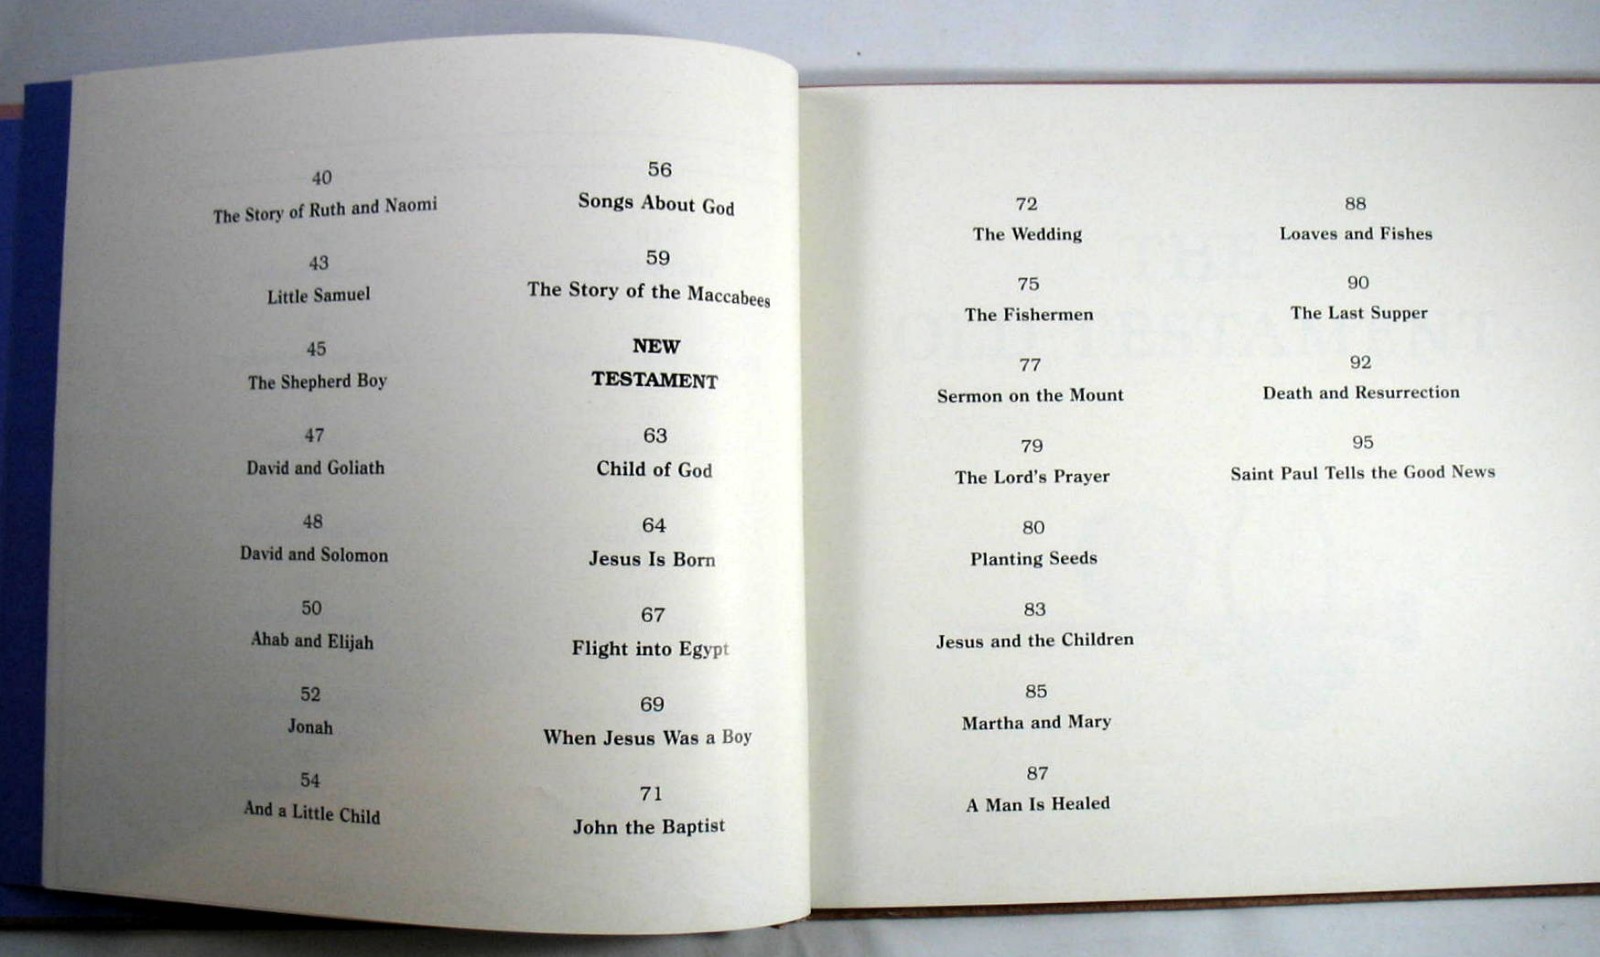 40
The Story of Ruth and Naomi
43
Little Samuel
45
The Shepherd Boy
47
David and Goliath
48
David and Solomon
50
Ahab and Elijah
52
Jonah
54
And a Little Child
56
Songs About God
59
The Story of the Maccabees
NEW
TESTAMENT
63
Child of God
64
Jesus Is Born
67
Flight into Egypt
69
When Jesus Was a Boy
71
John the Baptist
72
The Wedding
75
The Fishermen
77
Sermon on the Mount
79
The Lord's Prayer
80
Planting Seeds
83
Jesus and the Children
85
Martha and Mary
87
A Man Is Healed
88
Loaves and Fishes
90
The Last Supper
92
Death and Resurrection
95
Saint Paul Tells the Good News